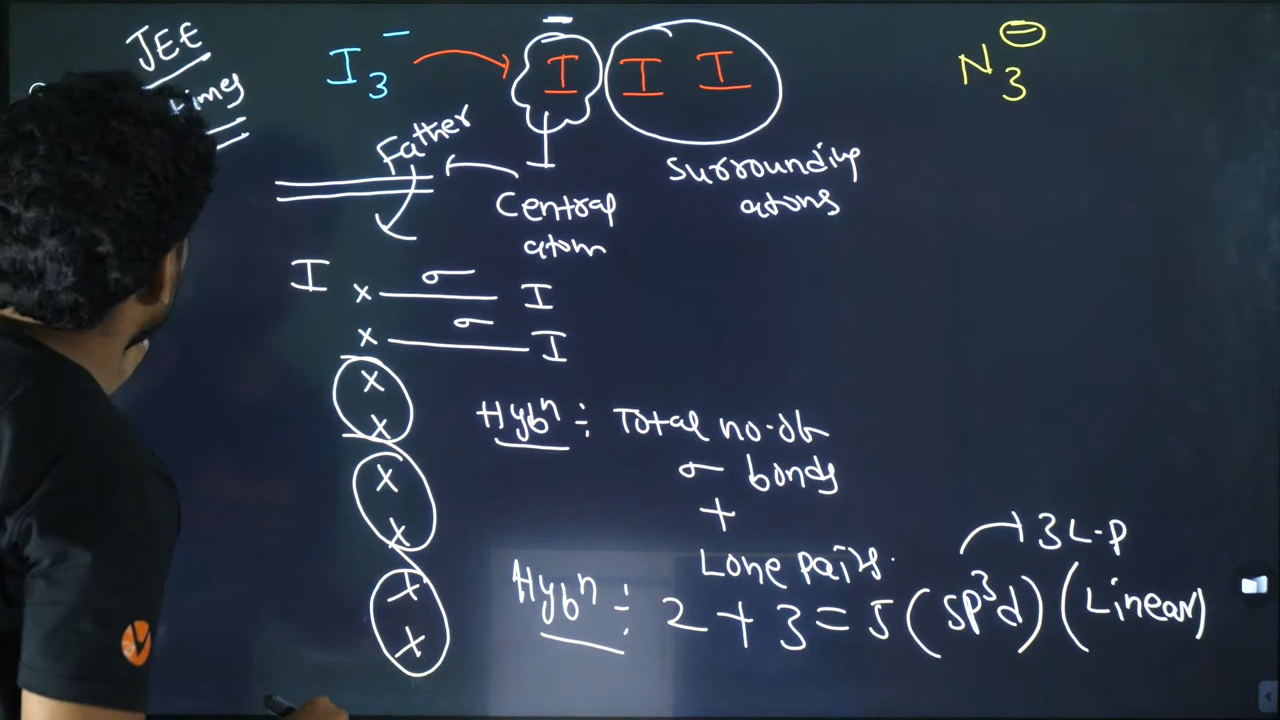 JEE
times
I3⁻ → I⁻ I I
N3⊖
Father
Central
atom
Surrounding
atoms
I
x — σ — I
x — σ — I
x
x
x
x
x
x
Hybⁿ ÷ Total no. of
σ bonds
+
Lone pairs.
3 L.P
Hybⁿ ÷ 2 + 3 = 5 (sp³d) (Linear)